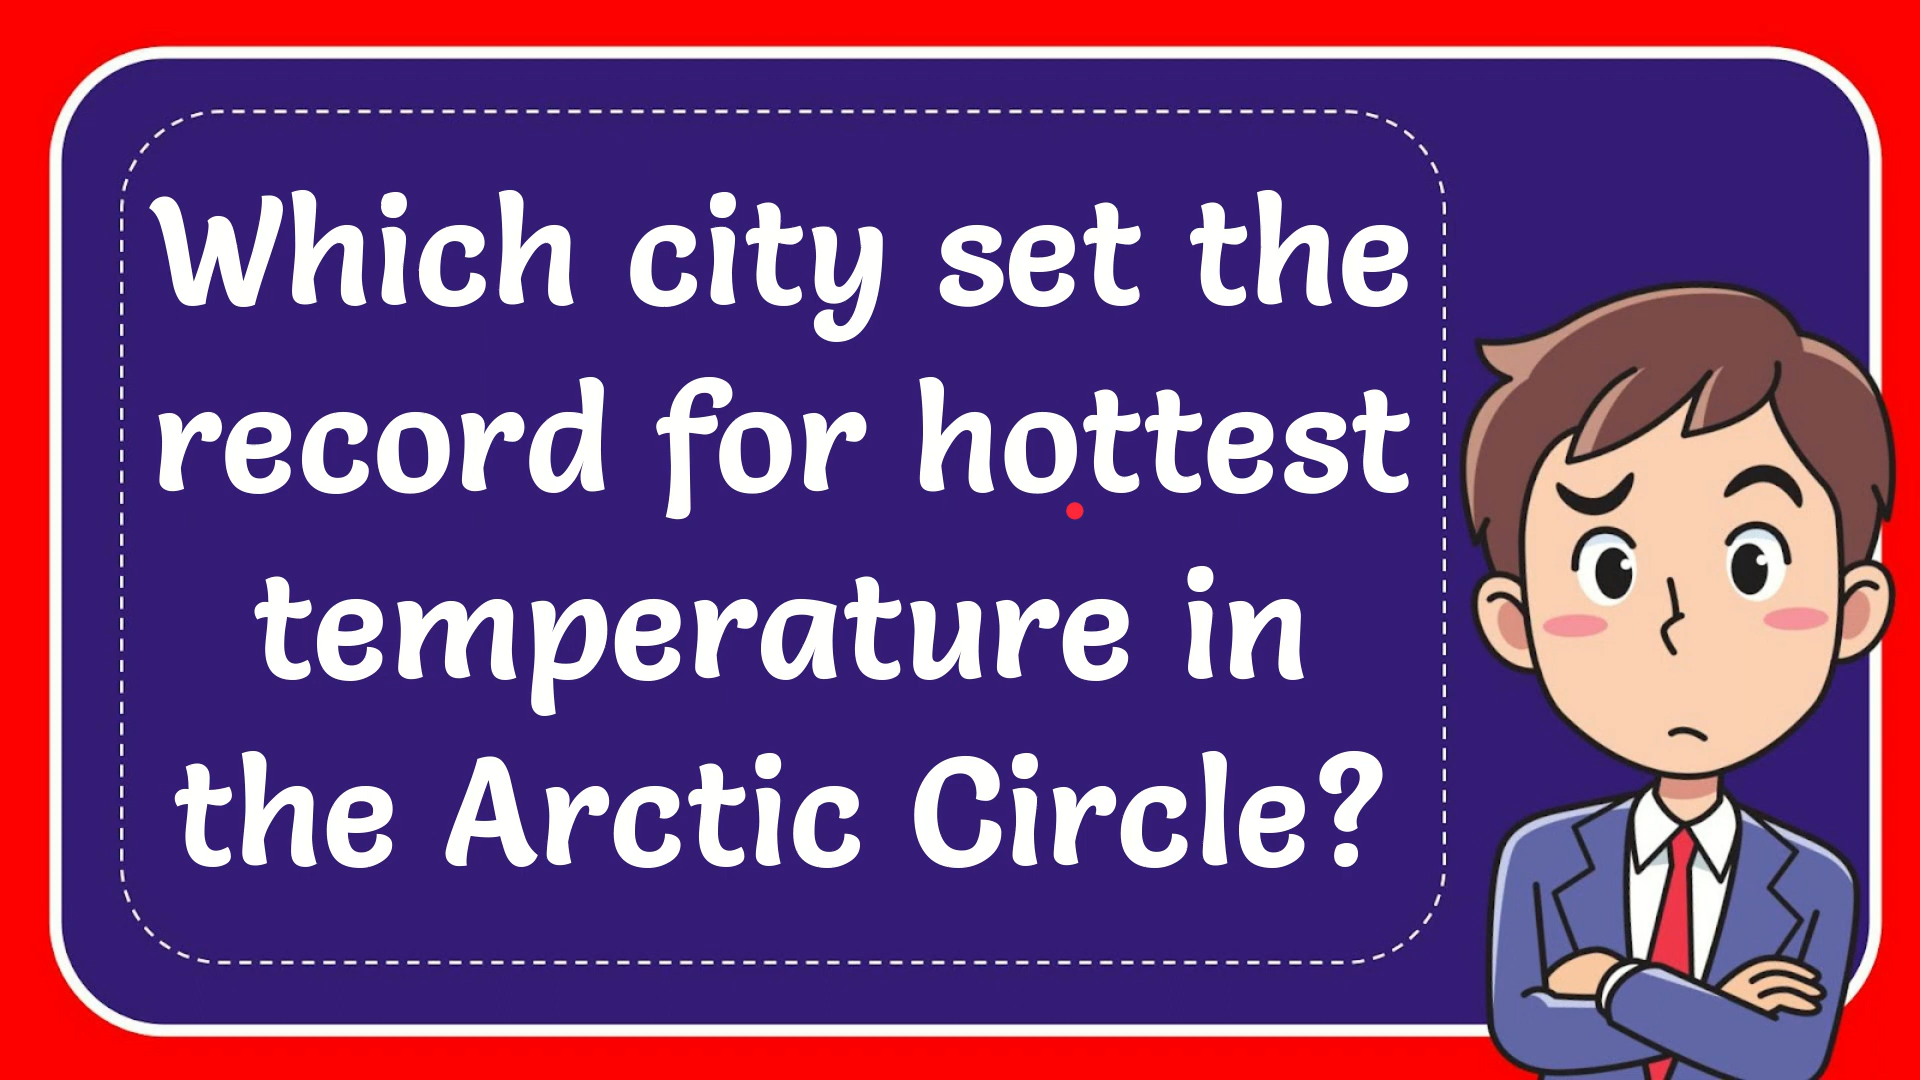 Which city set the
record for hottest
temperature in
the Arctic Circle?